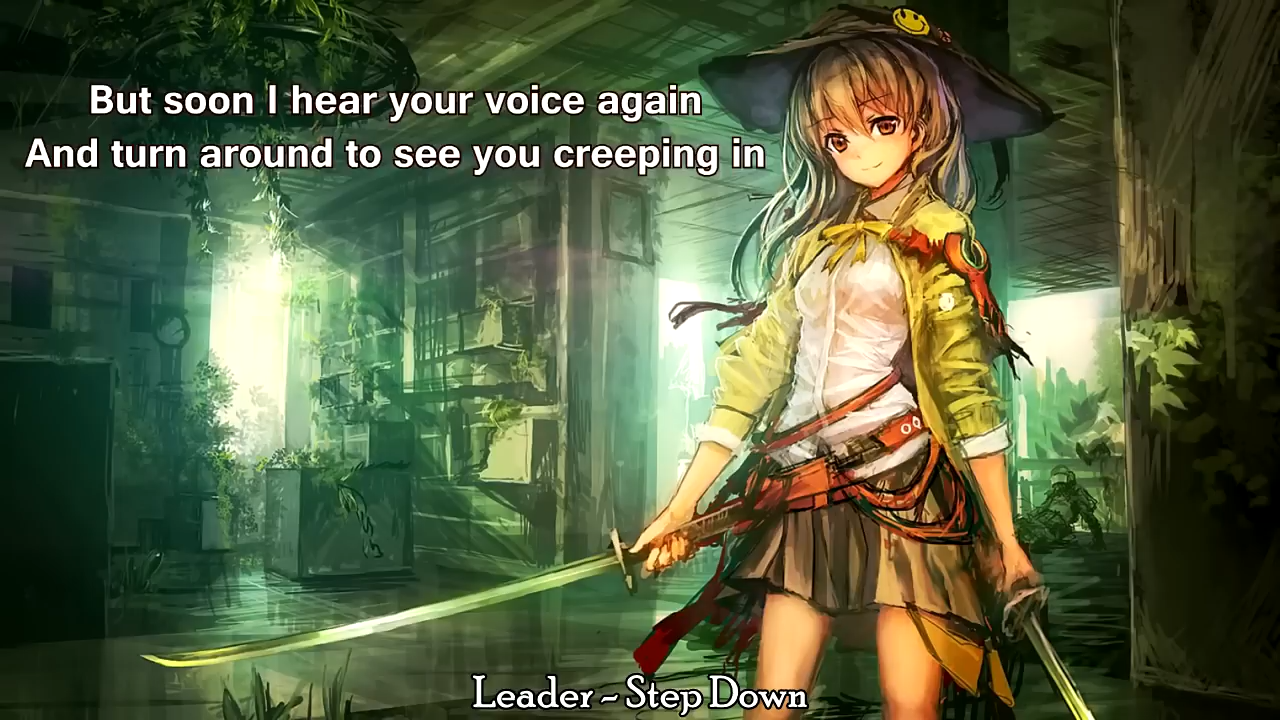 But soon I hear your voice again
And turn around to see you creeping in
Leader ~ Step Down